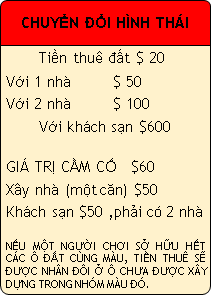 CHUYỂN ĐỔI HÌNH THÁI
Tiền thuê đất $ 20
Với 1 nhà $ 50
Với 2 nhà $ 100
Với khách sạn $600
GIÁ TRỊ CẦM CỐ $60
Xây nhà (một căn) $50
Khách sạn $50 ,phải có 2 nhà
NẾU MỘT NGƯỜI CHƠI SỞ HỮU HẾT
CÁC Ô ĐẤT CÙNG MÀU, TIỀN THUÊ SẼ
ĐƯỢC NHÂN ĐÔI Ở Ô CHƯA ĐƯỢC XÂY
DỰNG TRONG NHÓM MÀU ĐÓ.